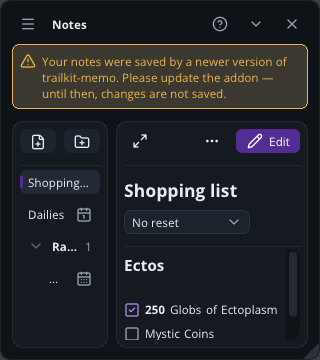 Notes
Your notes were saved by a newer version of
trailkit-memo. Please update the addon —
until then, changes are not saved.
Edit
Shopping...
Dailies
1
Ra... 1
...
Shopping list
No reset
Ectos
250 Globs of Ectoplasm
Mystic Coins